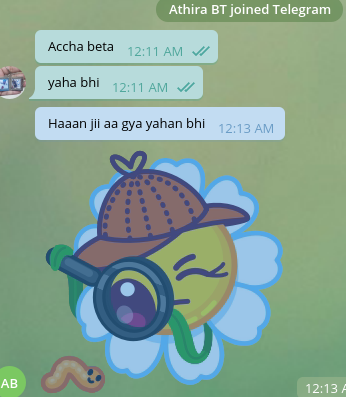 Athira BT joined Telegram
Accha beta 12:11 AM
yaha bhi 12:11 AM
Haaan jii aa gya yahan bhi 12:13 AM
AB
12:13